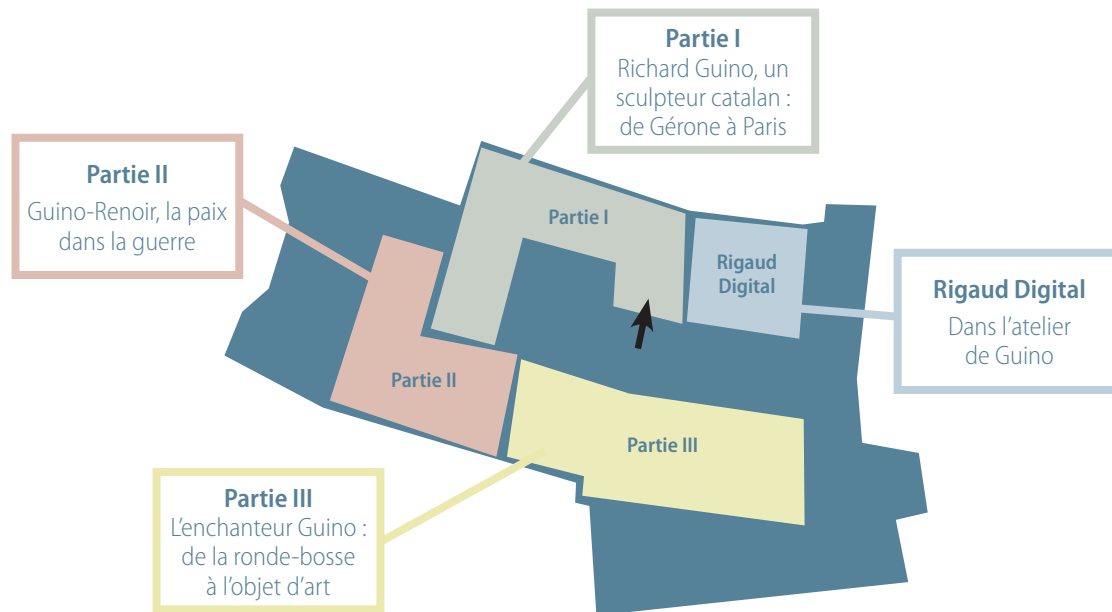 Partie I
Richard Guino, un
sculpteur catalan :
de Gérone à Paris
Partie II
Guino-Renoir, la paix
dans la guerre
Partie I
Rigaud
Digital
Rigaud Digital
Dans l’atelier
de Guino
Partie II
Partie III
Partie III
L’enchanteur Guino :
de la ronde-bosse
à l’objet d’art